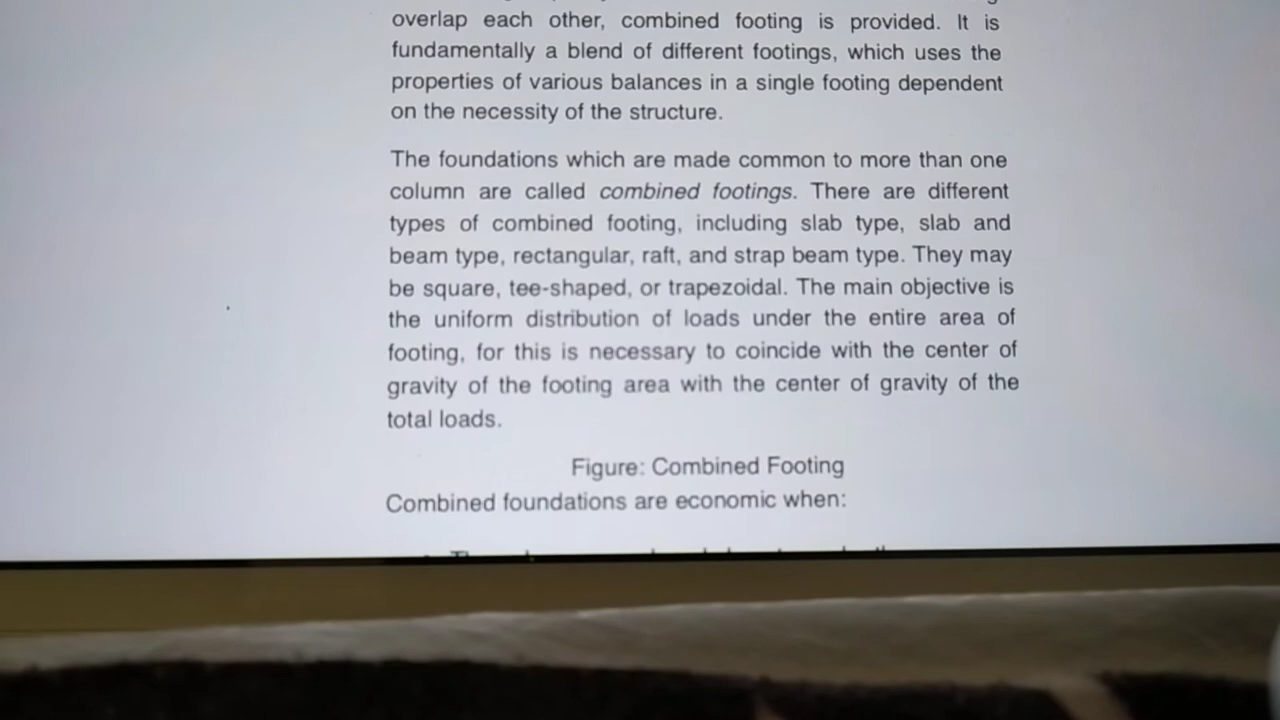 overlap each other, combined footing is provided. It is
fundamentally a blend of different footings, which uses the
properties of various balances in a single footing dependent
on the necessity of the structure.
The foundations which are made common to more than one
column are called combined footings. There are different
types of combined footing, including slab type, slab and
beam type, rectangular, raft, and strap beam type. They may
be square, tee-shaped, or trapezoidal. The main objective is
the uniform distribution of loads under the entire area of
footing, for this is necessary to coincide with the center of
gravity of the footing area with the center of gravity of the
total loads.
Figure: Combined Footing
Combined foundations are economic when: